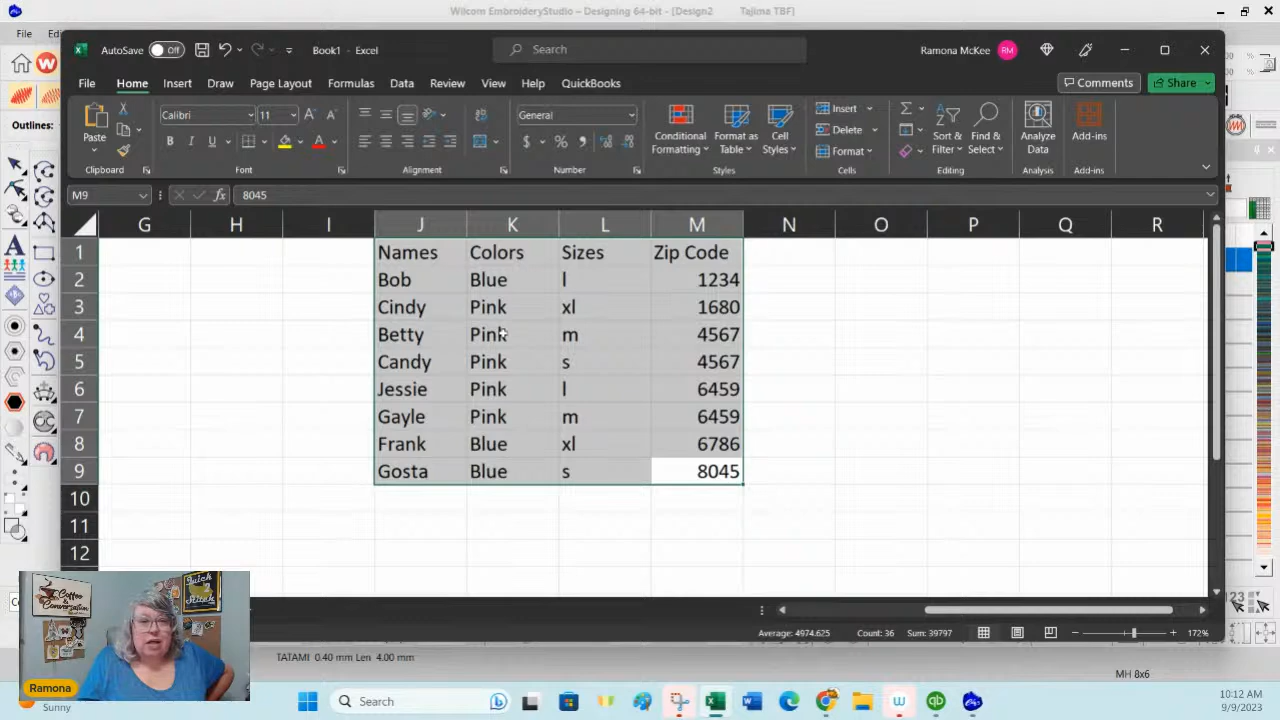 Wilcom EmbroideryStudio – Designing 64-bit - [Design2 Tajima TBF]
File
AutoSave Off Book1 - Excel Search Ramona McKee RM
File Home Insert Draw Page Layout Formulas Data Review View Help QuickBooks Comments Share
Paste Calibri 11 General Conditional Formatting Format as Table Cell Styles Insert Delete Format Sort & Filter Find & Select Analyze Data Add-ins
Outlines:
Clipboard Font Alignment Number Styles Cells Editing Analysis Add-ins
M9 fx 8045
G H I J K L M N O P Q R
1 Names Colors Sizes Zip Code
2 Bob Blue l 1234
3 Cindy Pink xl 1680
4 Betty Pink m 4567
5 Candy Pink s 4567
6 Jessie Pink l 6459
7 Gayle Pink m 6459
8 Frank Blue xl 6786
9 Gosta Blue s 8045
10
11
12
Coffee & Conversation
Quick 2 Stitch
Average: 4974.625 Count: 36 Sum: 39797 172%
TATAMI 0.40 mm Len 4.00 mm
MH 8x6
Ramona
Sunny
Search
10:12 AM
9/9/2023